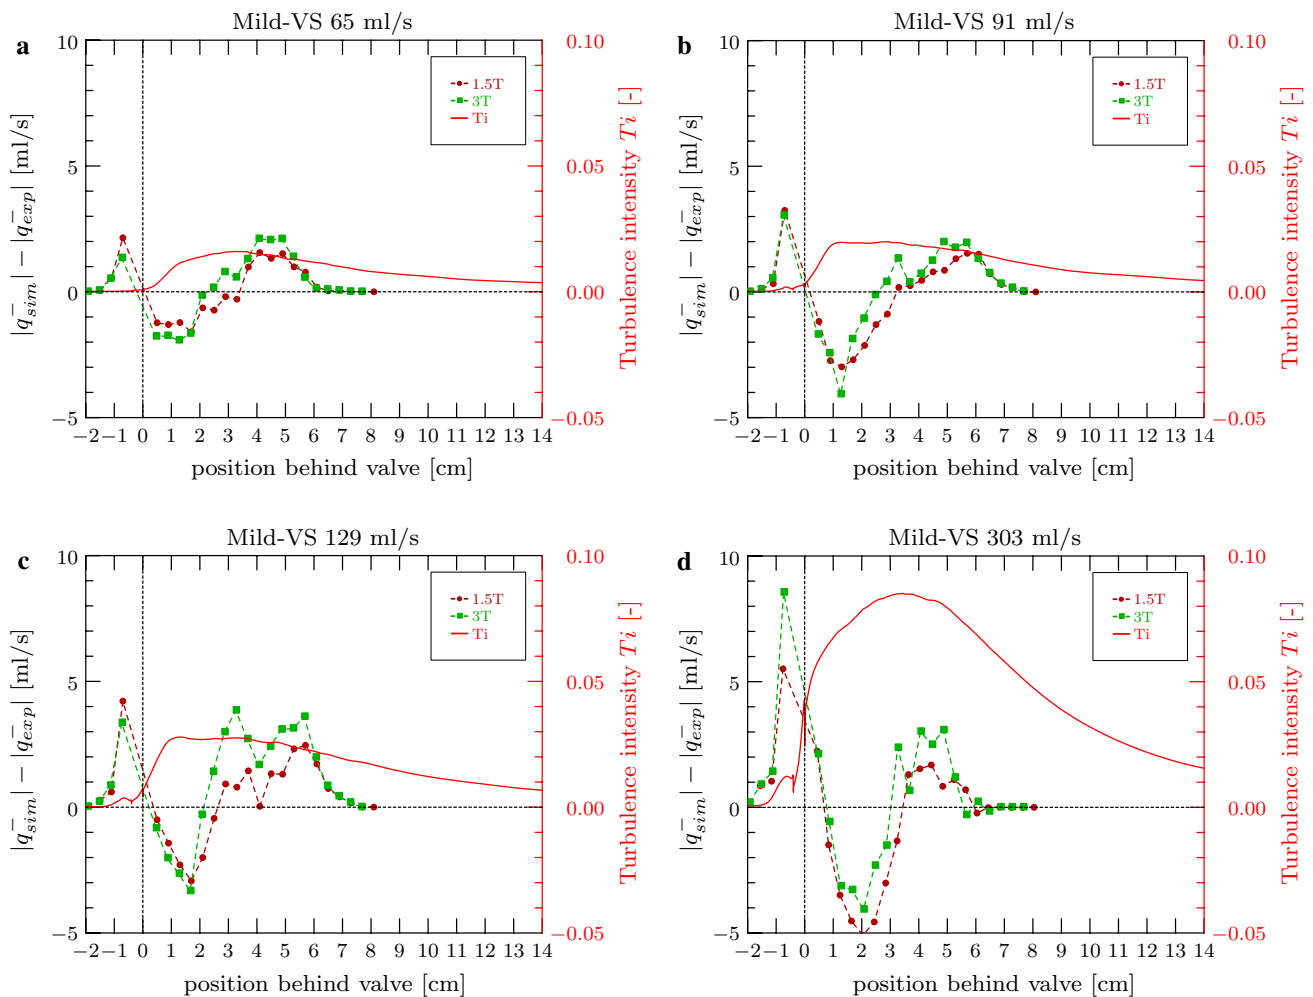 a
Mild-VS 65 ml/s
10
5
0
−5
|q−sim| − |q−exp| [ml/s]
0.10
0.05
0.00
−0.05
Turbulence intensity Ti [-]
1.5T
3T
Ti
−2 −1 0 1 2 3 4 5 6 7 8 9 10 11 12 13 14
position behind valve [cm]
b
Mild-VS 91 ml/s
10
5
0
−5
|q−sim| − |q−exp| [ml/s]
0.10
0.05
0.00
−0.05
Turbulence intensity Ti [-]
1.5T
3T
Ti
−2 −1 0 1 2 3 4 5 6 7 8 9 10 11 12 13 14
position behind valve [cm]
c
Mild-VS 129 ml/s
10
5
0
−5
|q−sim| − |q−exp| [ml/s]
0.10
0.05
0.00
−0.05
Turbulence intensity Ti [-]
1.5T
3T
Ti
−2 −1 0 1 2 3 4 5 6 7 8 9 10 11 12 13 14
position behind valve [cm]
d
Mild-VS 303 ml/s
10
5
0
−5
|q−sim| − |q−exp| [ml/s]
0.10
0.05
0.00
−0.05
Turbulence intensity Ti [-]
1.5T
3T
Ti
−2 −1 0 1 2 3 4 5 6 7 8 9 10 11 12 13 14
position behind valve [cm]